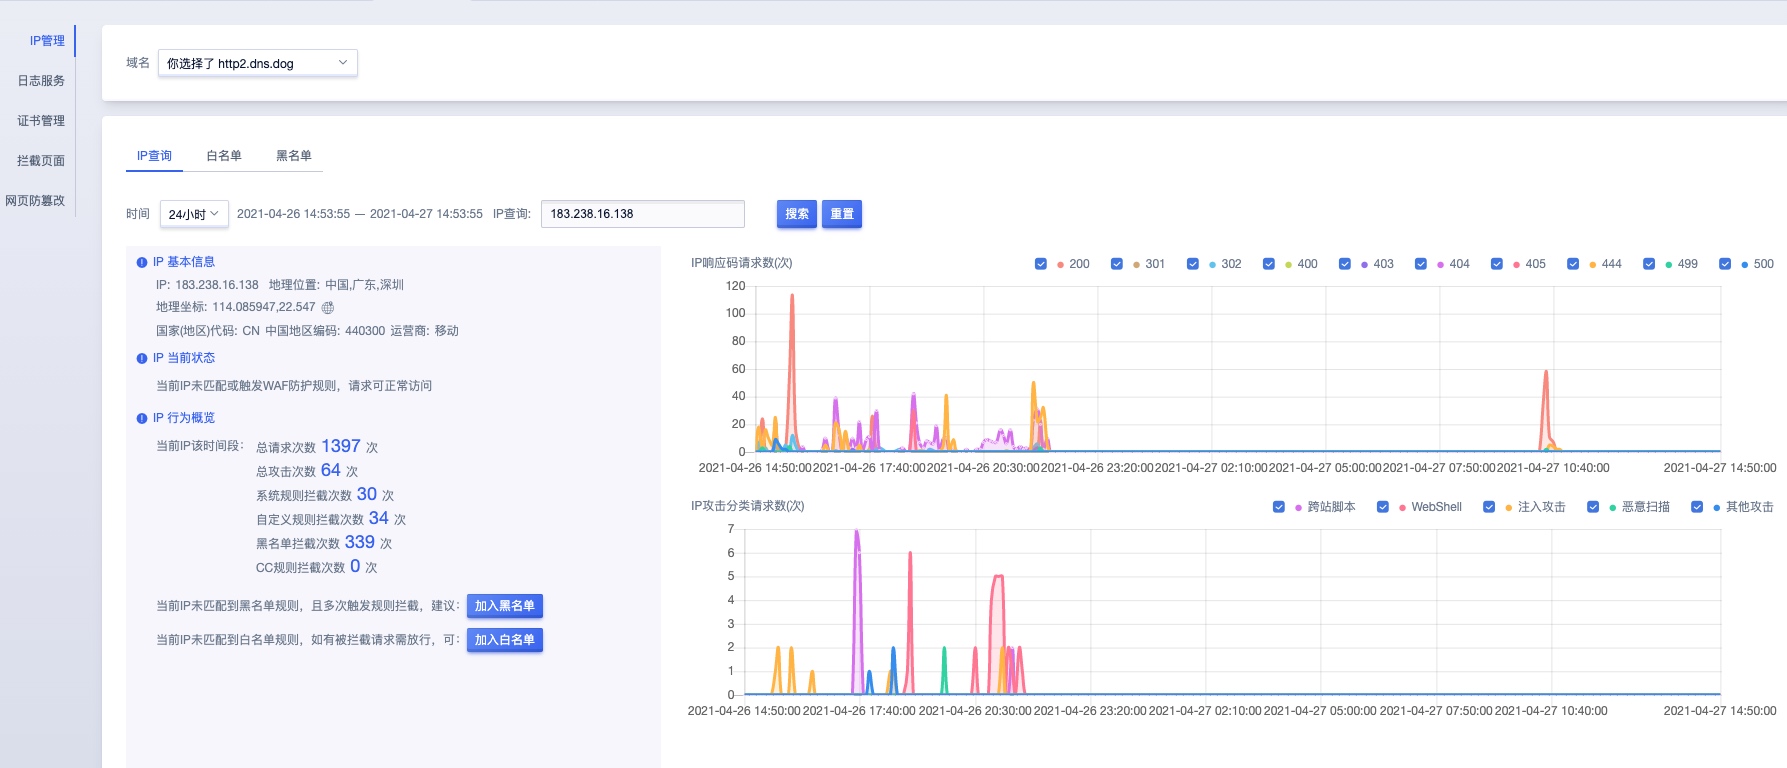 IP管理
日志服务
证书管理
拦截页面
网页防篡改
域名 你选择了 http2.dns.dog
IP查询 白名单 黑名单
时间 24小时 2021-04-26 14:53:55 — 2021-04-27 14:53:55 IP查询: 183.238.16.138 搜索 重置
IP 基本信息
IP: 183.238.16.138 地理位置: 中国,广东,深圳
地理坐标: 114.085947,22.547
国家(地区)代码: CN 中国地区编码: 440300 运营商: 移动
IP 当前状态
当前IP未匹配或触发WAF防护规则，请求可正常访问
IP 行为概览
当前IP该时间段: 总请求次数 1397 次
总攻击次数 64 次
系统规则拦截次数 30 次
自定义规则拦截次数 34 次
黑名单拦截次数 339 次
CC规则拦截次数 0 次
当前IP未匹配到黑名单规则，且多次触发规则拦截，建议: 加入黑名单
当前IP未匹配到白名单规则，如有被拦截请求需放行，可: 加入白名单
IP响应码请求数(次) 200 301 302 400 403 404 405 444 499 500
120
100
80
60
40
20
0
2021-04-26 14:50:00 2021-04-26 17:40:00 2021-04-26 20:30:00 2021-04-26 23:20:00 2021-04-27 02:10:00 2021-04-27 05:00:00 2021-04-27 07:50:00 2021-04-27 10:40:00 2021-04-27 14:50:00
IP攻击分类请求数(次) 跨站脚本 WebShell 注入攻击 恶意扫描 其他攻击
7
6
5
4
3
2
1
0
2021-04-26 14:50:00 2021-04-26 17:40:00 2021-04-26 20:30:00 2021-04-26 23:20:00 2021-04-27 02:10:00 2021-04-27 05:00:00 2021-04-27 07:50:00 2021-04-27 10:40:00 2021-04-27 14:50:00